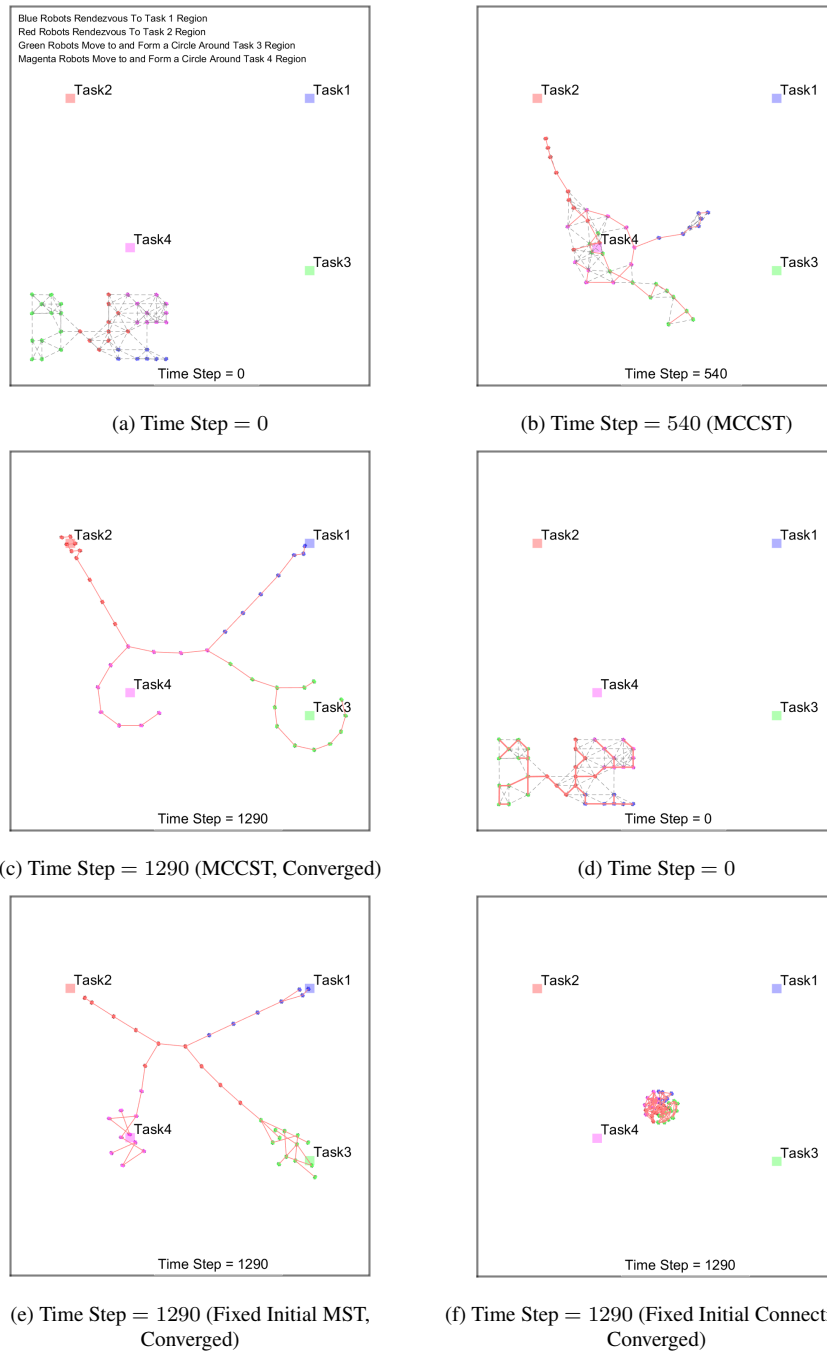 Blue Robots Rendezvous To Task 1 Region
Red Robots Rendezvous To Task 2 Region
Green Robots Move to and Form a Circle Around Task 3 Region
Magenta Robots Move to and Form a Circle Around Task 4 Region
Task2
Task1
Task4
Task3
Time Step = 0
(a) Time Step = 0
Task2
Task1
Task4
Task3
Time Step = 540
(b) Time Step = 540 (MCCST)
Task2
Task1
Task4
Task3
Time Step = 1290
(c) Time Step = 1290 (MCCST, Converged)
Task2
Task1
Task4
Task3
Time Step = 0
(d) Time Step = 0
Task2
Task1
Task4
Task3
Time Step = 1290
(e) Time Step = 1290 (Fixed Initial MST,
Converged)
Task2
Task1
Task4
Task3
Time Step = 1290
(f) Time Step = 1290 (Fixed Initial
Converged)